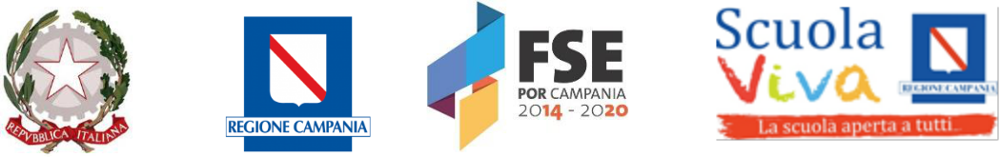 REPVBBLICA ITALIANA
REGIONE CAMPANIA
FSE
POR CAMPANIA
2014 - 2020
Scuola
Viva
REGIONE CAMPANIA
La scuola aperta a tutti...